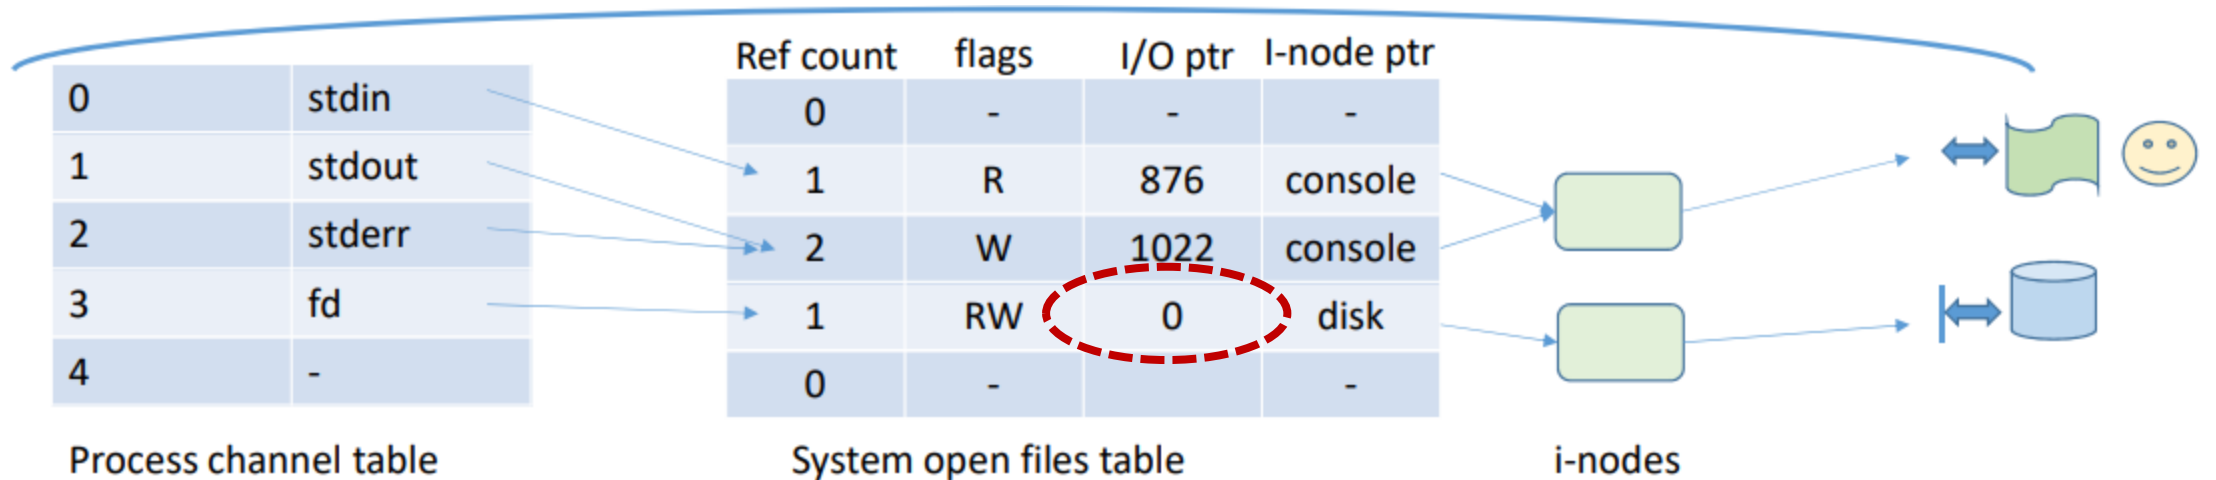 Ref count flags I/O ptr I-node ptr
0 stdin 0 - - -
1 stdout 1 R 876 console
2 stderr 2 W 1022 console
3 fd 1 RW 0 disk
4 - 0 - -
Process channel table System open files table i-nodes